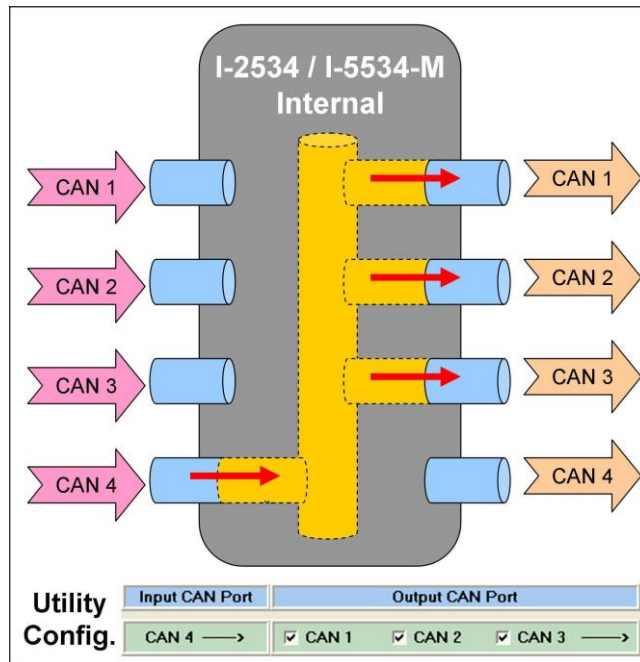 I-2534 / I-5534-M
Internal
CAN 1
CAN 1
CAN 2
CAN 2
CAN 3
CAN 3
CAN 4
CAN 4
Utility
Config.
Input CAN Port
Output CAN Port
CAN 4
CAN 1
CAN 2
CAN 3